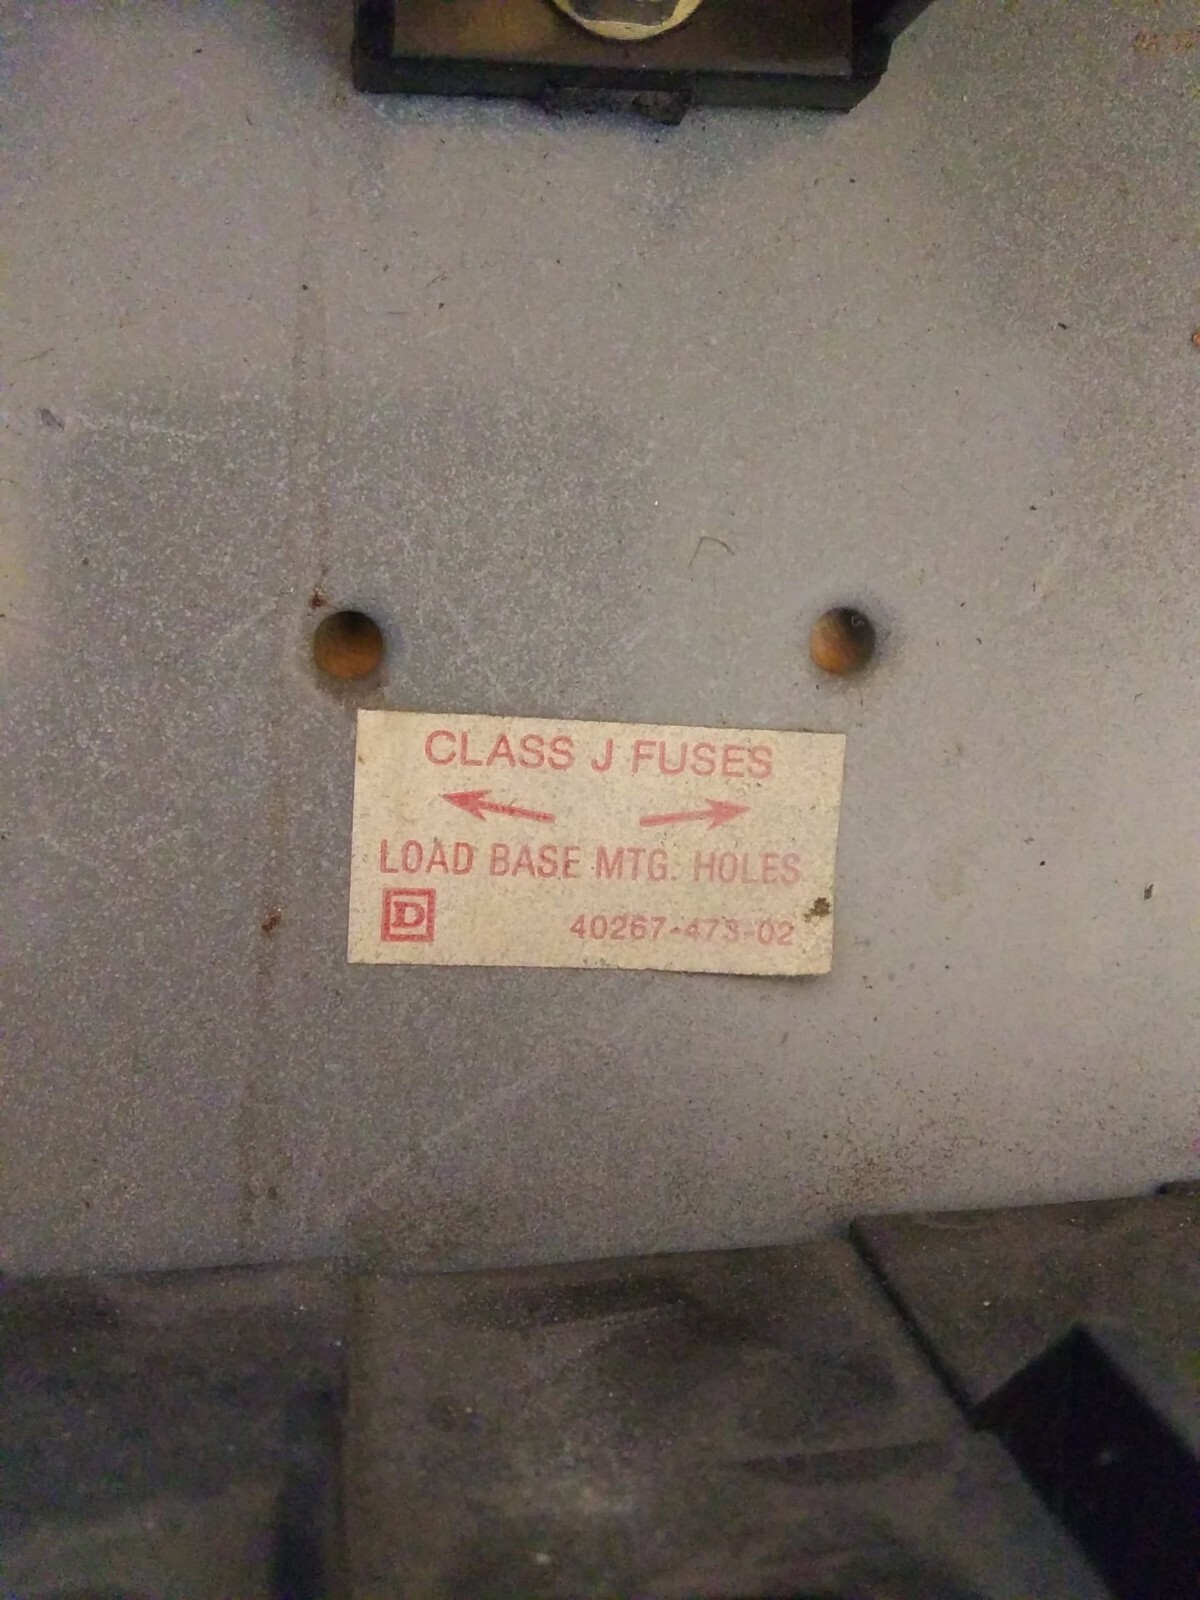 CLASS J FUSES
LOAD BASE MTG. HOLES
D
40267-473-02